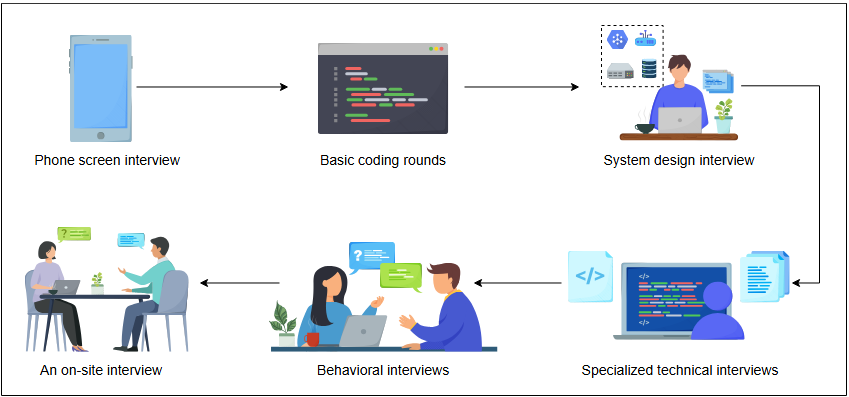 Phone screen interview
Basic coding rounds
System design interview
?
?
</>
</>
</>
An on-site interview
Behavioral interviews
Specialized technical interviews